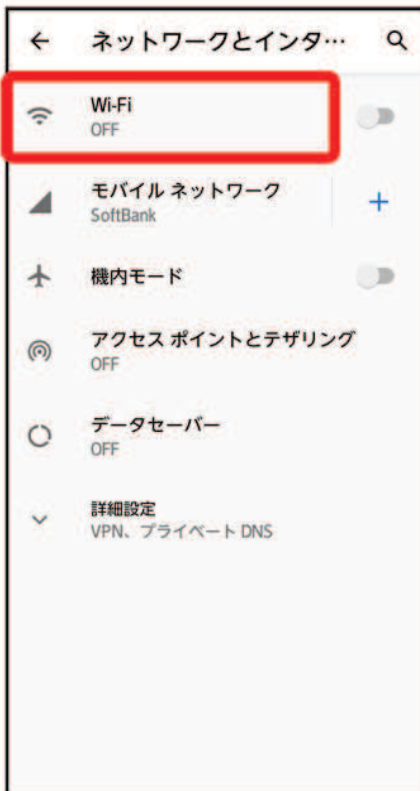 ネットワークとインタ…
Wi-Fi
OFF
モバイル ネットワーク
SoftBank
機内モード
アクセス ポイントとテザリング
OFF
データセーバー
OFF
詳細設定
VPN、プライベート DNS